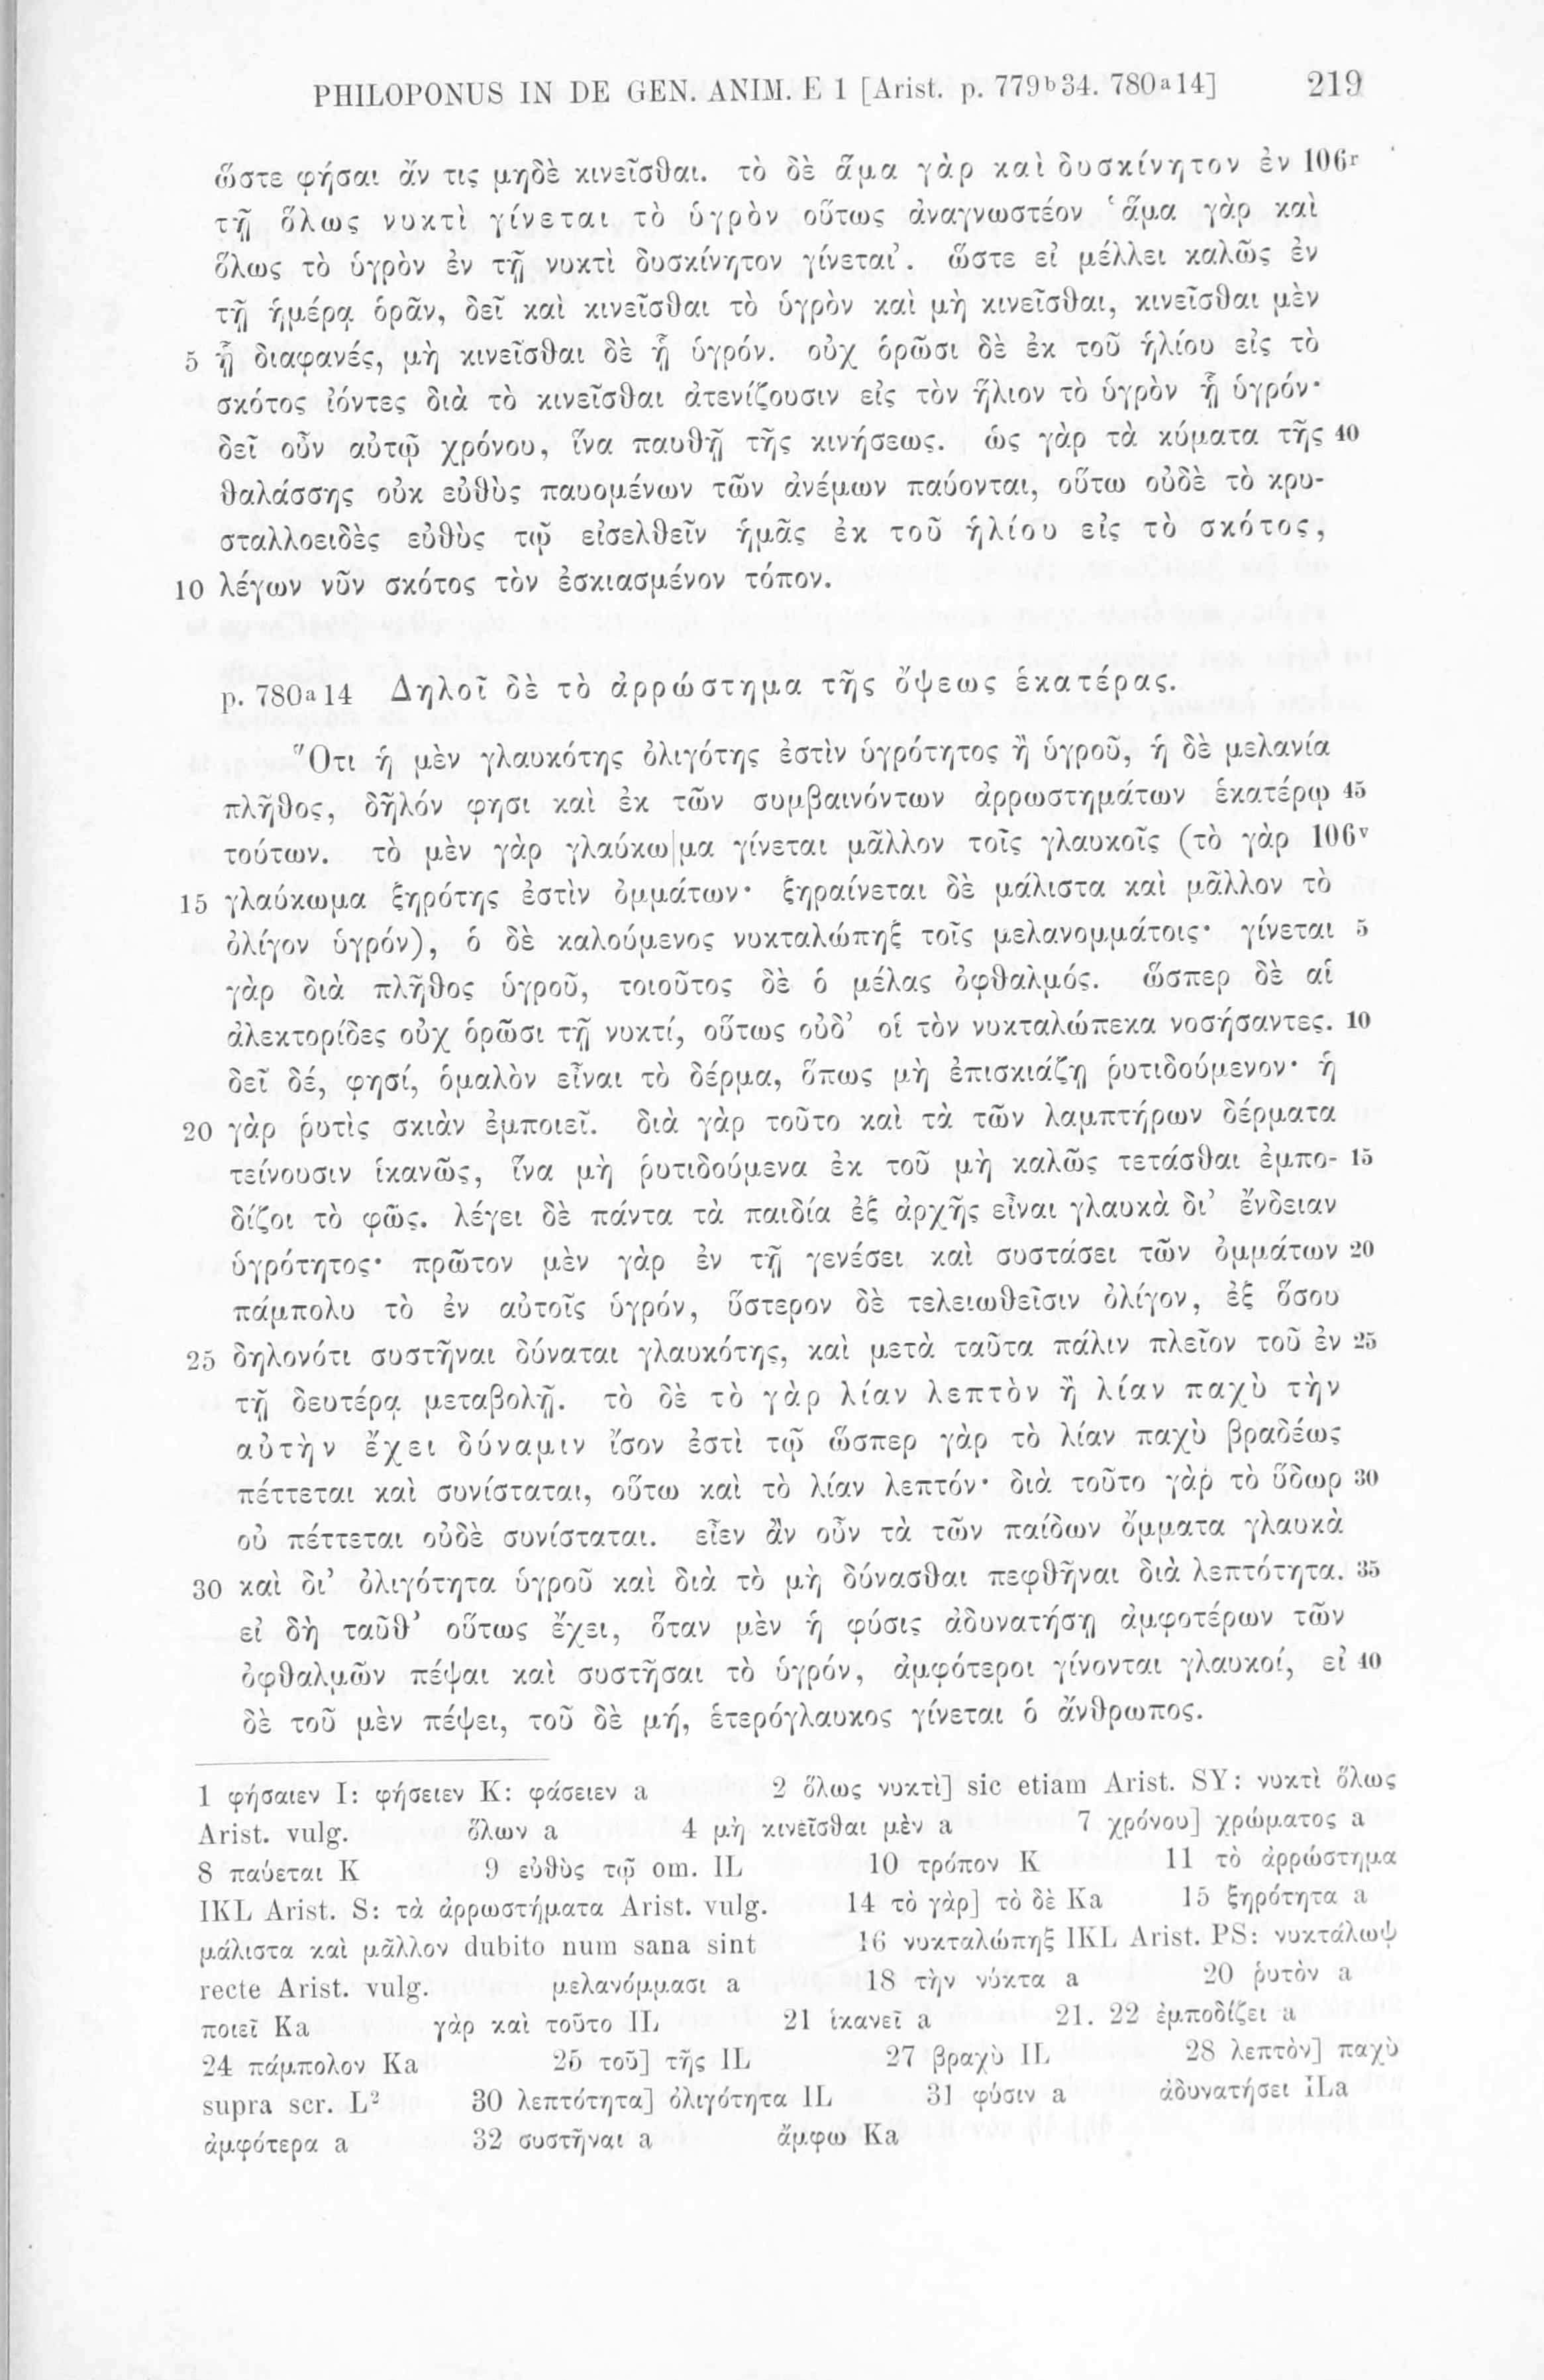 PHILOPONUS IN DE GEN. ANIM. E 1 [Arist. p. 779b34. 780a14] 219
ὥστε φήσαι ἄν τις μηδὲ κινεῖσθαι. τὸ δὲ ἅμα γὰρ καὶ δυσκίνητον ἐν 106r
τῇ ὅλως νυκτὶ γίνεται τὸ ὑγρὸν οὕτως ἀναγνωστέον ‘ἅμα γὰρ καὶ
ὅλως τὸ ὑγρὸν ἐν τῇ νυκτὶ δυσκίνητον γίνεται’. ὥστε εἰ μέλλει καλῶς ἐν
τῇ ἡμέρᾳ ὁρᾶν, δεῖ καὶ κινεῖσθαι τὸ ὑγρὸν καὶ μὴ κινεῖσθαι, κινεῖσθαι μὲν
5 ᾗ διαφανές, μὴ κινεῖσθαι δὲ ᾗ ὑγρόν. οὐχ ὁρῶσι δὲ ἐκ τοῦ ἡλίου εἰς τὸ
σκότος ἰόντες διὰ τὸ κινεῖσθαι ἀτενίζουσιν εἰς τὸν ἥλιον τὸ ὑγρὸν ᾗ ὑγρόν·
δεῖ οὖν αὐτῷ χρόνου, ἵνα παυθῇ τῆς κινήσεως. ὡς γὰρ τὰ κύματα τῆς 40
θαλάσσης οὐκ εὐθὺς παυομένων τῶν ἀνέμων παύονται, οὕτω οὐδὲ τὸ κρυ-
σταλλοειδὲς εὐθὺς τῷ εἰσελθεῖν ἡμᾶς ἐκ τοῦ ἡλίου εἰς τὸ σκότος,
10 λέγων νῦν σκότος τὸν ἐσκιασμένον τόπον.
p. 780a14 Δηλοῖ δὲ τὸ ἀρρώστημα τῆς ὄψεως ἑκατέρας.
Ὅτι ἡ μὲν γλαυκότης ὀλιγότης ἐστὶν ὑγρότητος ἢ ὑγροῦ, ἡ δὲ μελανία
πλῆθος, δῆλόν φησι καὶ ἐκ τῶν συμβαινόντων ἀρρωστημάτων ἑκατέρῳ 45
τούτων. τὸ μὲν γὰρ γλαύκω|μα γίνεται μᾶλλον τοῖς γλαυκοῖς (τὸ γὰρ 106v
15 γλαύκωμα ξηρότης ἐστὶν ὀμμάτων· ξηραίνεται δὲ μάλιστα καὶ μᾶλλον τὸ
ὀλίγον ὑγρόν), ὁ δὲ καλούμενος νυκταλώπηξ τοῖς μελανομμάτοις· γίνεται 5
γὰρ διὰ πλῆθος ὑγροῦ, τοιοῦτος δὲ ὁ μέλας ὀφθαλμός. ὥσπερ δὲ αἱ
ἀλεκτορίδες οὐχ ὁρῶσι τῇ νυκτί, οὕτως οὐδ’ οἱ τὸν νυκταλώπεκα νοσήσαντες. 10
δεῖ δέ, φησί, ὁμαλὸν εἶναι τὸ δέρμα, ὅπως μὴ ἐπισκιάζῃ ῥυτιδούμενον· ἡ
20 γὰρ ῥυτὶς σκιὰν ἐμποιεῖ. διὰ γὰρ τοῦτο καὶ τὰ τῶν λαμπτήρων δέρματα
τείνουσιν ἱκανῶς, ἵνα μὴ ῥυτιδούμενα ἐκ τοῦ μὴ καλῶς τετάσθαι ἐμπο- 15
δίζοι τὸ φῶς. λέγει δὲ πάντα τὰ παιδία ἐξ ἀρχῆς εἶναι γλαυκὰ δι’ ἔνδειαν
ὑγρότητος· πρῶτον μὲν γὰρ ἐν τῇ γενέσει καὶ συστάσει τῶν ὀμμάτων 20
πάμπολυ τὸ ἐν αὐτοῖς ὑγρόν, ὕστερον δὲ τελειωθεῖσιν ὀλίγον, ἐξ ὅσου
25 δηλονότι συστῆναι δύναται γλαυκότης, καὶ μετὰ ταῦτα πάλιν πλεῖον τοῦ ἐν 25
τῇ δευτέρᾳ μεταβολῇ. τὸ δὲ τὸ γὰρ λίαν λεπτὸν ἢ λίαν παχὺ τὴν
αὐτὴν ἔχει δύναμιν ἴσον ἐστὶ τῷ ὥσπερ γὰρ τὸ λίαν παχὺ βραδέως
πέττεται καὶ συνίσταται, οὕτω καὶ τὸ λίαν λεπτόν· διὰ τοῦτο γὰρ τὸ ὕδωρ 30
οὐ πέττεται οὐδὲ συνίσταται. εἶεν ἂν οὖν τὰ τῶν παίδων ὄμματα γλαυκὰ
30 καὶ δι’ ὀλιγότητα ὑγροῦ καὶ διὰ τὸ μὴ δύνασθαι πεφθῆναι διὰ λεπτότητα. 35
εἰ δὴ ταῦθ’ οὕτως ἔχει, ὅταν μὲν ἡ φύσις ἀδυνατήσῃ ἀμφοτέρων τῶν
ὀφθαλμῶν πέψαι καὶ συστῆσαι τὸ ὑγρόν, ἀμφότεροι γίνονται γλαυκοί, εἰ 40
δὲ τοῦ μὲν πέψει, τοῦ δὲ μή, ἑτερόγλαυκος γίνεται ὁ ἄνθρωπος.
1 φήσαιεν I: φήσειεν K: φάσειεν a 2 ὅλως νυκτὶ] sic etiam Arist. SY: νυκτὶ ὅλως
Arist. vulg. ὅλων a 4 μὴ κινεῖσθαι μὲν a 7 χρόνου] χρώματος a
8 παύεται K 9 εὐθὺς τῷ om. IL 10 τρόπον K 11 τὸ ἀρρώστημα
IKL Arist. S: τὰ ἀρρωστήματα Arist. vulg. 14 τὸ γὰρ] τὸ δὲ Ka 15 ξηρότητα a
μάλιστα καὶ μᾶλλον dubito num sana sint 16 νυκταλώπηξ IKL Arist. PS: νυκτάλωψ
recte Arist. vulg. μελανόμμασι a 18 τὴν νύκτα a 20 ῥυτὸν a
ποιεῖ Ka γὰρ καὶ τοῦτο IL 21 ἱκανεῖ a 21. 22 ἐμποδίζει a
24 πάμπολον Ka 25 τοῦ] τῆς IL 27 βραχὺ IL 28 λεπτὸν] παχὺ
supra scr. L2 30 λεπτότητα] ὀλιγότητα IL 31 φύσιν a ἀδυνατήσει ILa
ἀμφότερα a 32 συστῆναι a ἄμφω Ka